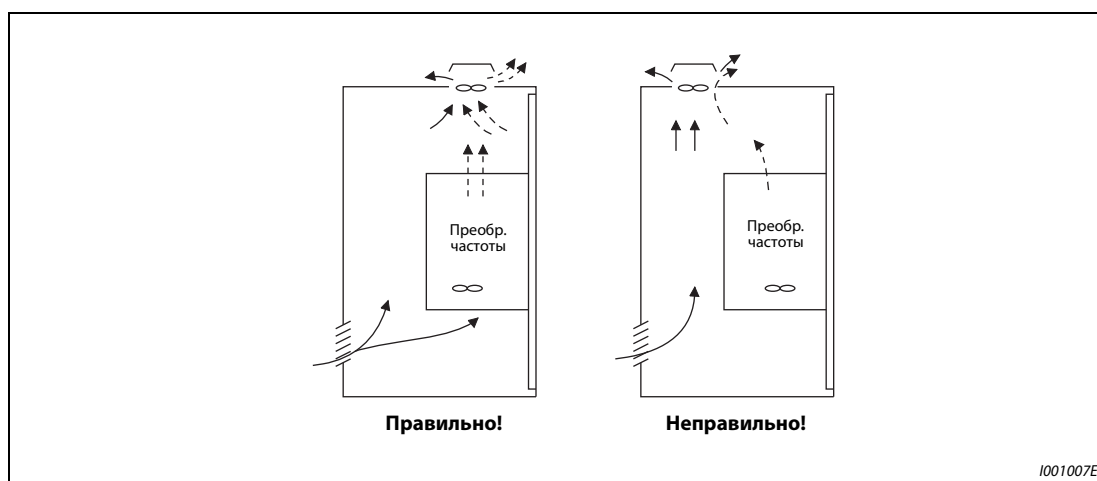 Преобр.
частоты
Преобр.
частоты
Правильно!
Неправильно!
I001007E